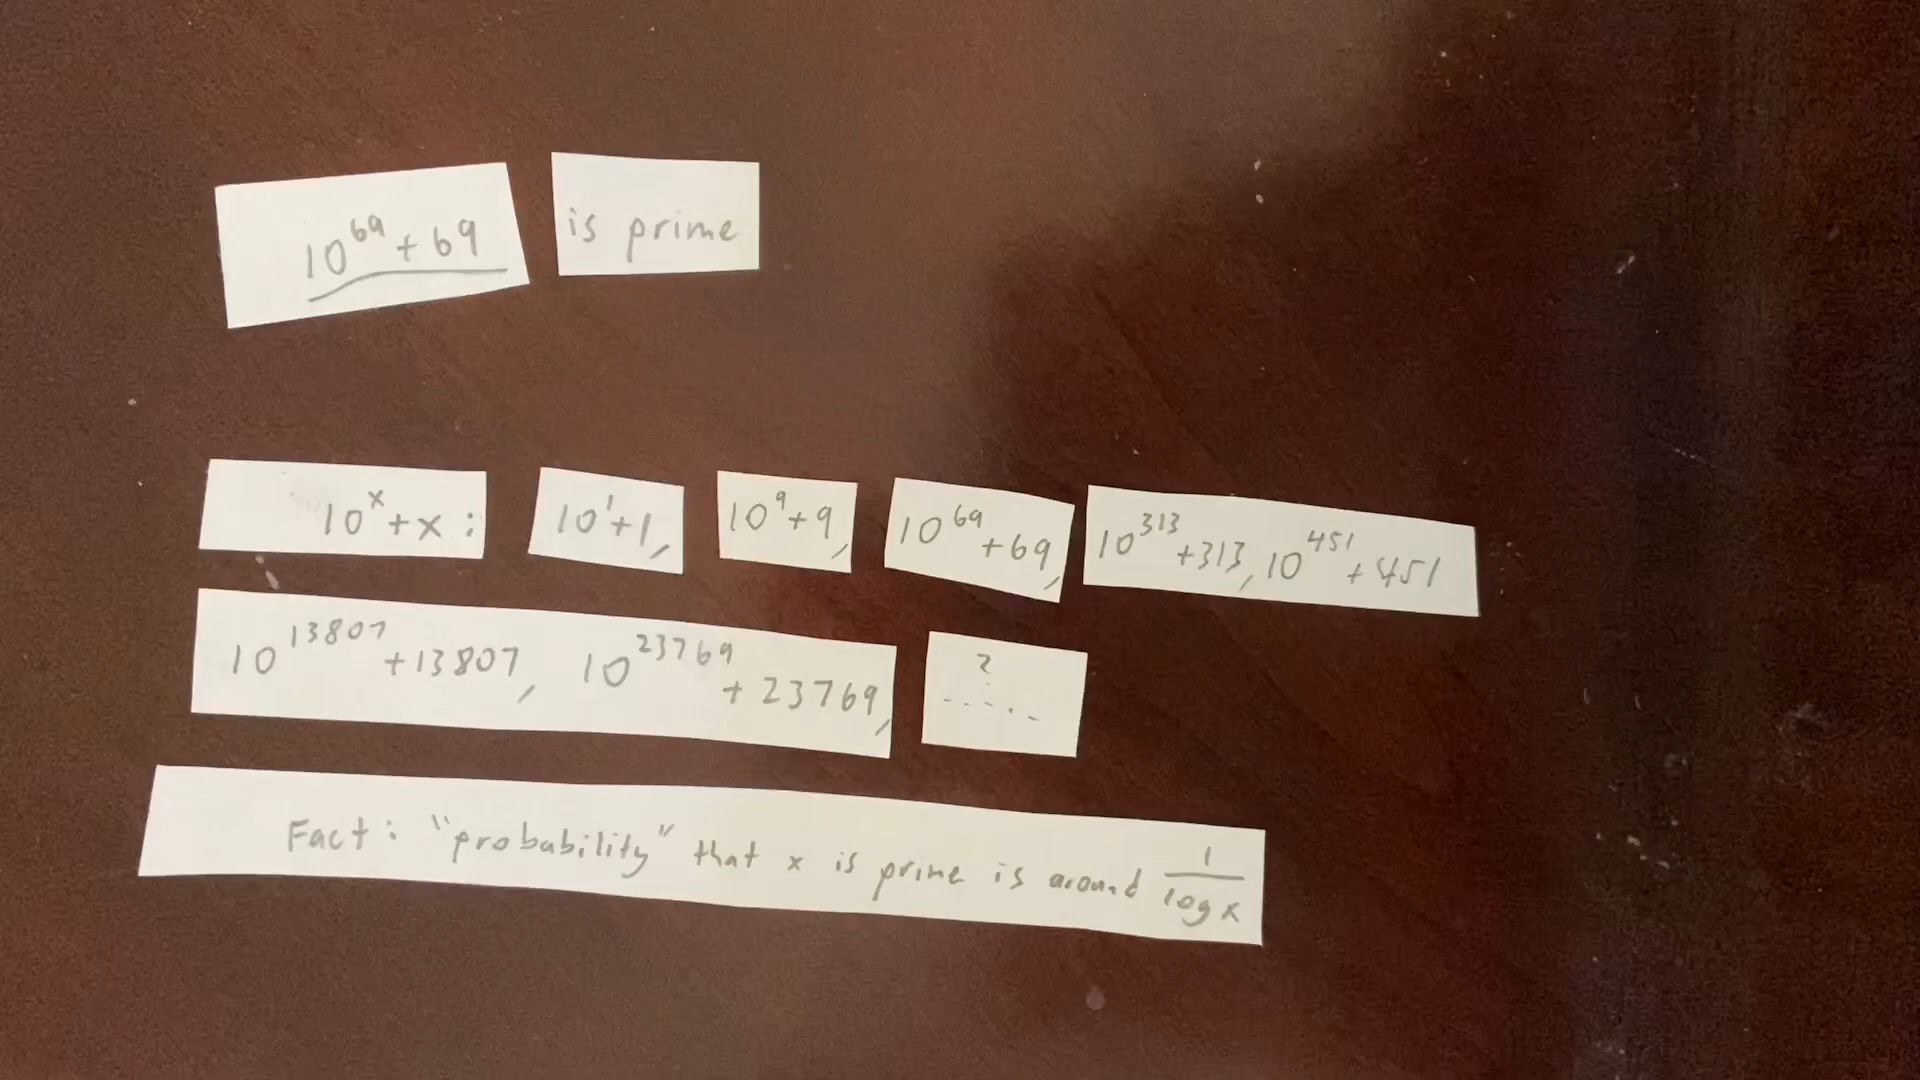 10^69 + 69 is prime
10^x + x : 10^1 + 1, 10^9 + 9, 10^69 + 69, 10^313 + 313, 10^451 + 451
10^13807 + 13807, 10^23769 + 23769, ?.....
Fact: "probability" that x is prime is around 1/log x